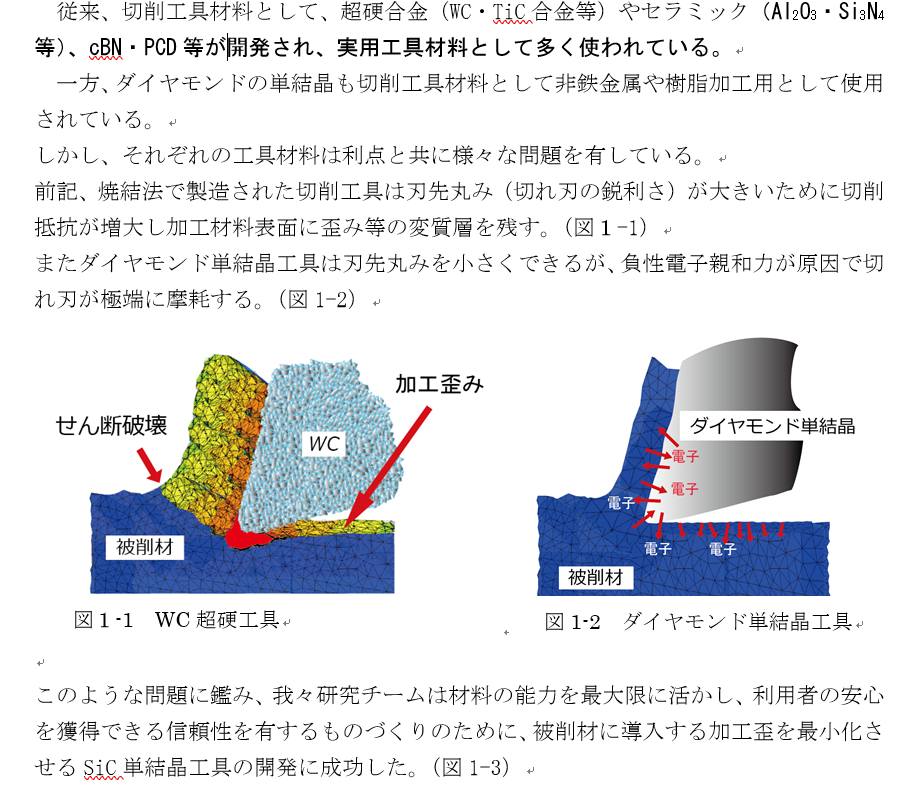 従来、切削工具材料として、超硬合金（WC・TiC合金等）やセラミック（Al₂O₃・Si₃N₄
等）、cBN・PCD等が開発され、実用工具材料として多く使われている。
一方、ダイヤモンドの単結晶も切削工具材料として非鉄金属や樹脂加工用として使用
されている。
しかし、それぞれの工具材料は利点と共に様々な問題を有している。
前記、焼結法で製造された切削工具は刃先丸み（切れ刃の鋭利さ）が大きいために切削
抵抗が増大し加工材料表面に歪み等の変質層を残す。（図１-1）
またダイヤモンド単結晶工具は刃先丸みを小さくできるが、負性電子親和力が原因で切
れ刃が極端に摩耗する。（図1-2）
せん断破壊
加工歪み
WC
被削材
図１-1　WC超硬工具
ダイヤモンド単結晶
電子
電子
電子
電子
電子
被削材
図1-2　ダイヤモンド単結晶工具
このような問題に鑑み、我々研究チームは材料の能力を最大限に活かし、利用者の安心
を獲得できる信頼性を有するものづくりのために、被削材に導入する加工歪を最小化さ
せるSiC単結晶工具の開発に成功した。（図1-3）